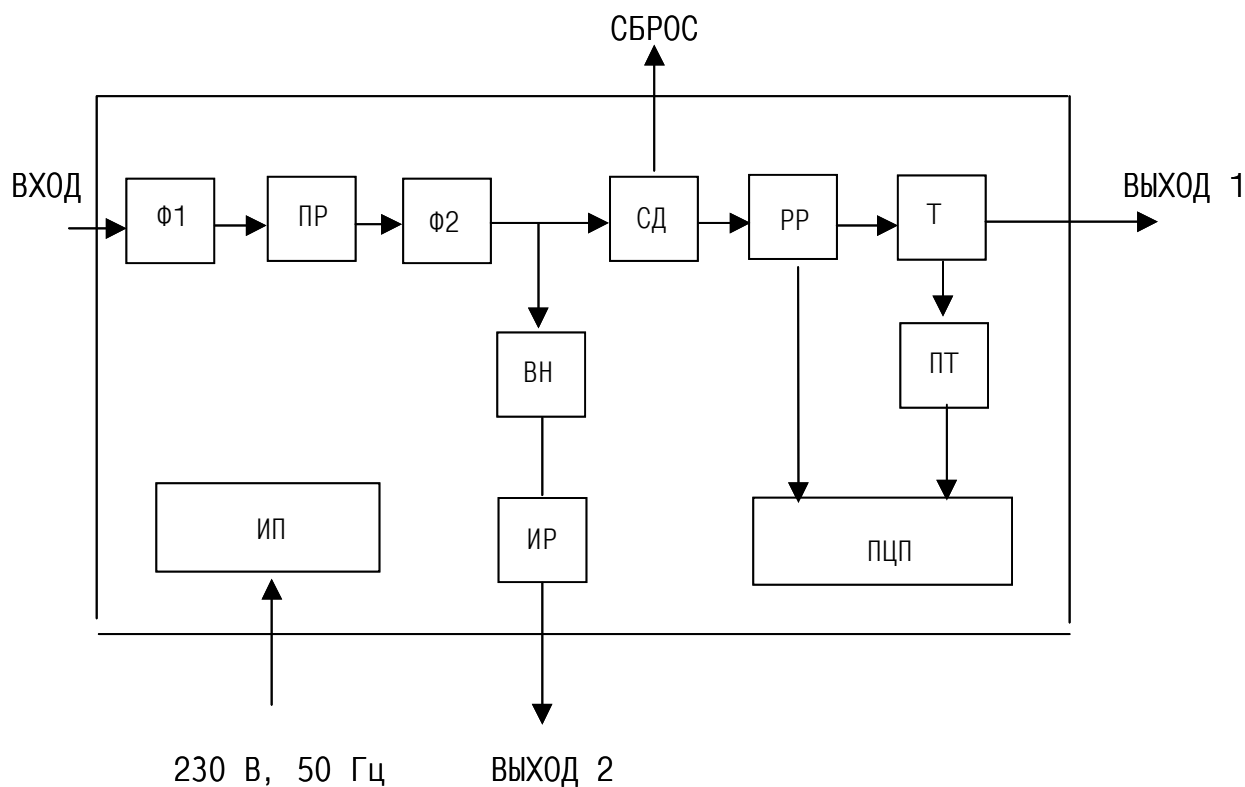 СБРОС
ВХОД
ВЫХОД 1
Ф1
ПР
Ф2
СД
РР
Т
ВН
ПТ
ИП
ИР
ПЦП
230 В, 50 Гц
ВЫХОД 2